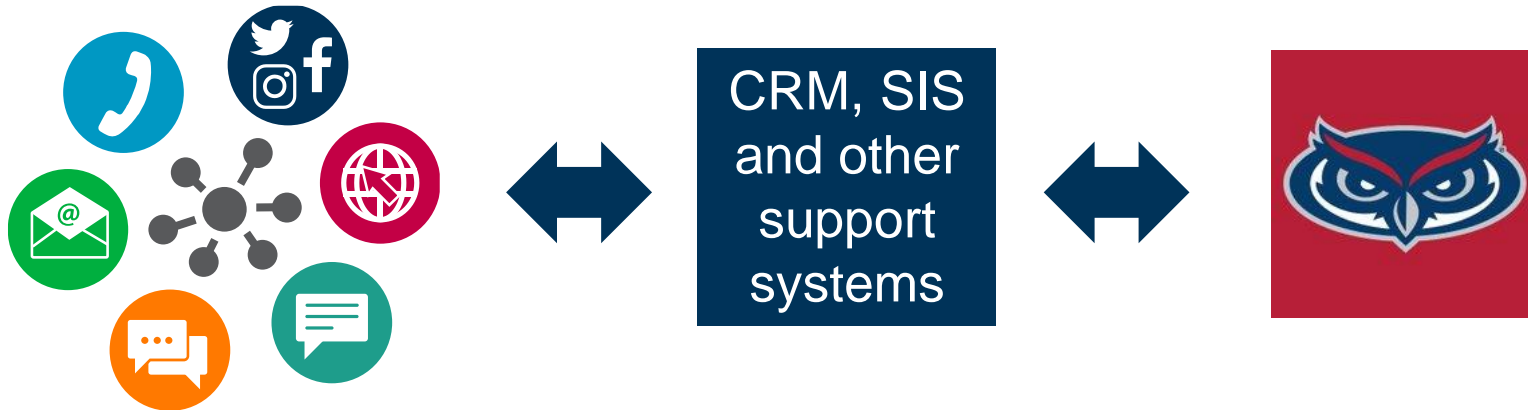 @
CRM, SIS
and other
support
systems